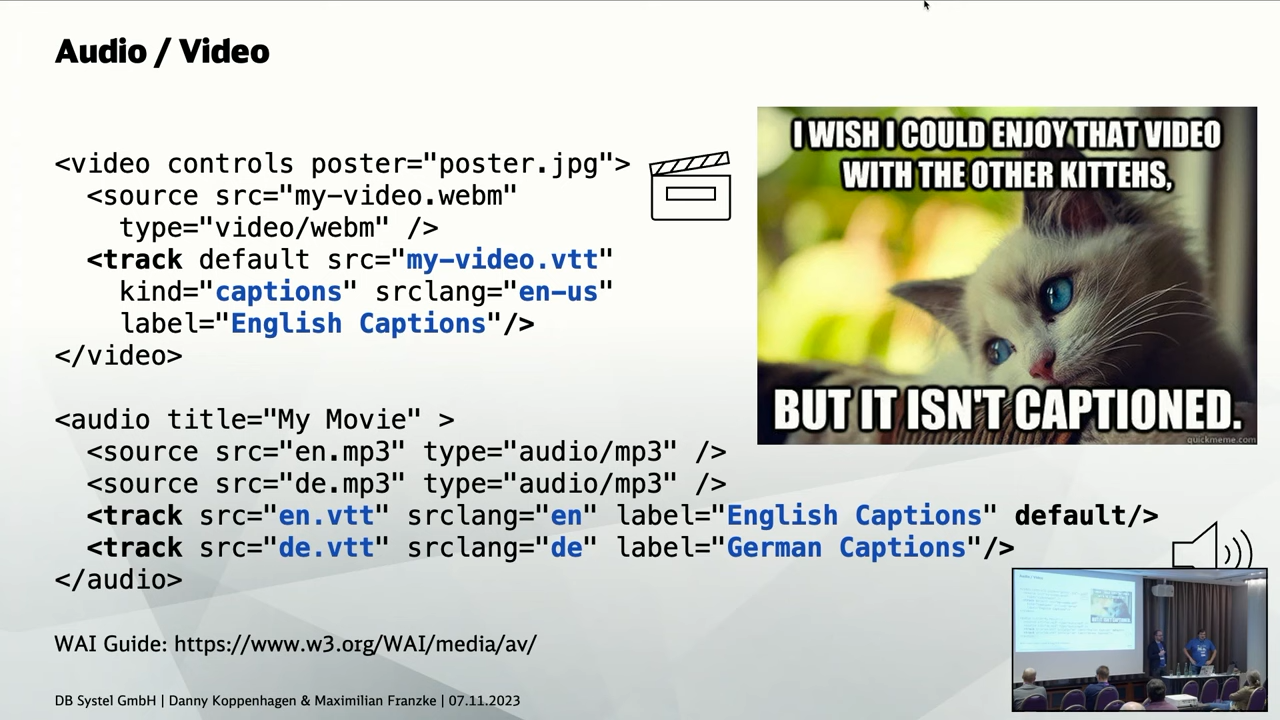 Audio / Video
<video controls poster="poster.jpg">
<source src="my-video.webm"
type="video/webm" />
<track default src="my-video.vtt"
kind="captions" srclang="en-us"
label="English Captions"/>
</video>
<audio title="My Movie" >
<source src="en.mp3" type="audio/mp3" />
<source src="de.mp3" type="audio/mp3" />
<track src="en.vtt" srclang="en" label="English Captions" default/>
<track src="de.vtt" srclang="de" label="German Captions"/>
</audio>
WAI Guide: https://www.w3.org/WAI/media/av/
DB Systel GmbH | Danny Koppenhagen & Maximilian Franzke | 07.11.2023
I WISH I COULD ENJOY THAT VIDEO
WITH THE OTHER KITTEHS,
BUT IT ISN'T CAPTIONED.
quickmeme.com
Audio / Video